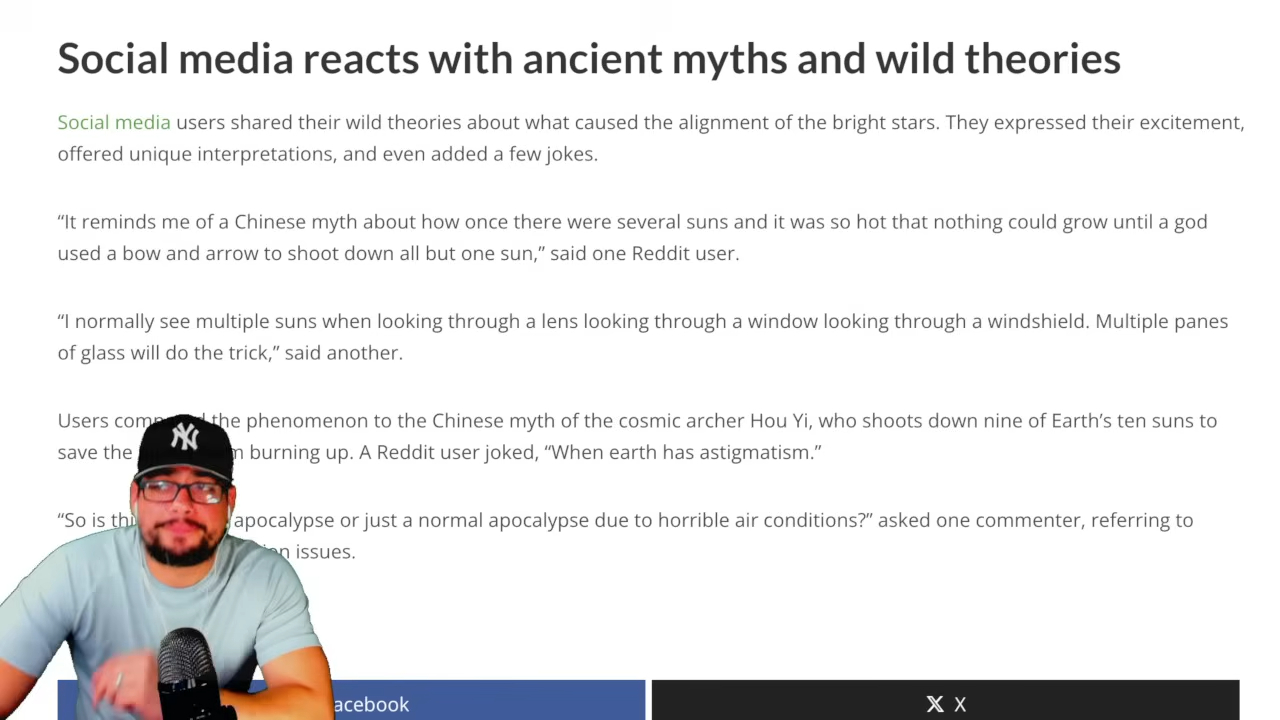 Social media reacts with ancient myths and wild theories
Social media users shared their wild theories about what caused the alignment of the bright stars. They expressed their excitement,
offered unique interpretations, and even added a few jokes.
“It reminds me of a Chinese myth about how once there were several suns and it was so hot that nothing could grow until a god
used a bow and arrow to shoot down all but one sun,” said one Reddit user.
“I normally see multiple suns when looking through a lens looking through a window looking through a windshield. Multiple panes
of glass will do the trick,” said another.
Users the phenomenon to the Chinese myth of the cosmic archer Hou Yi, who shoots down nine of Earth’s ten suns to
save the burning up. A Reddit user joked, “When earth has astigmatism.”
“So is apocalypse or just a normal apocalypse due to horrible air conditions?” asked one commenter, referring to
issues.
NY
acebook
X X